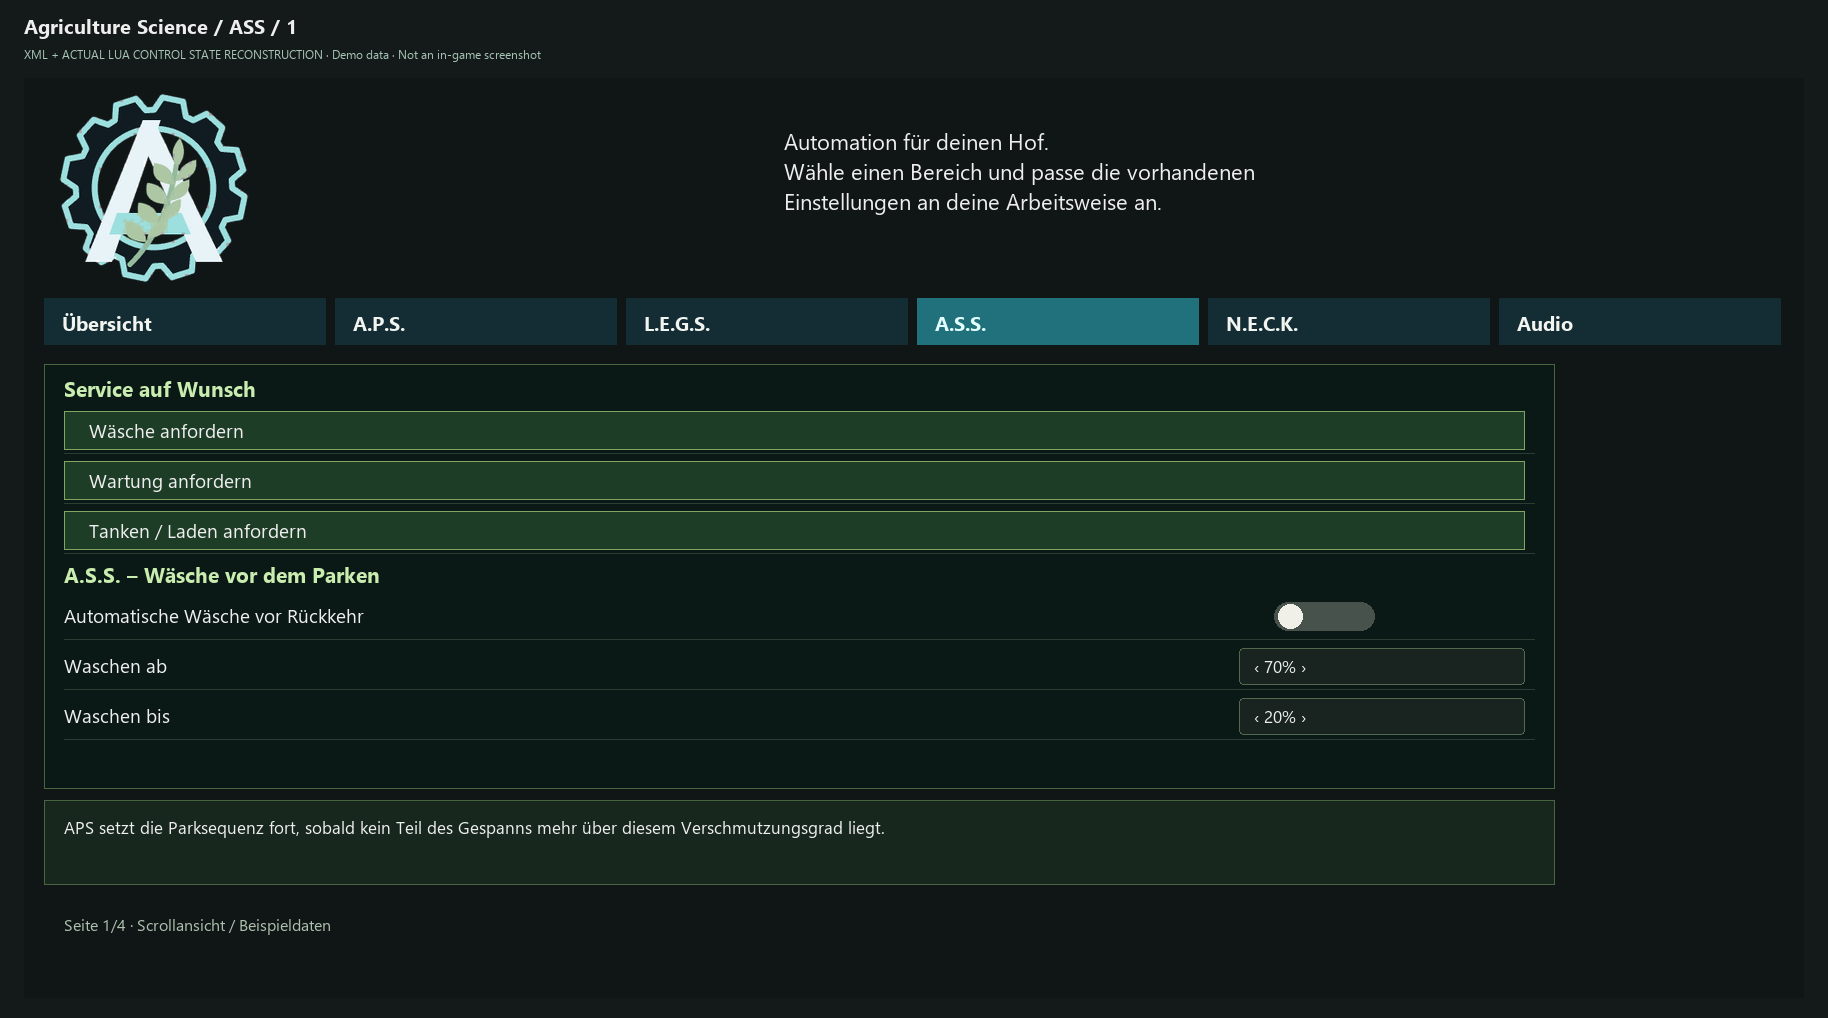 Agriculture Science / ASS / 1
XML + ACTUAL LUA CONTROL STATE RECONSTRUCTION · Demo data · Not an in-game screenshot
Automation für deinen Hof.
Wähle einen Bereich und passe die vorhandenen
Einstellungen an deine Arbeitsweise an.
Übersicht
A.P.S.
L.E.G.S.
A.S.S.
N.E.C.K.
Audio
Service auf Wunsch
Wäsche anfordern
Wartung anfordern
Tanken / Laden anfordern
A.S.S. – Wäsche vor dem Parken
Automatische Wäsche vor Rückkehr
Waschen ab
‹ 70% ›
Waschen bis
‹ 20% ›
APS setzt die Parksequenz fort, sobald kein Teil des Gespanns mehr über diesem Verschmutzungsgrad liegt.
Seite 1/4 · Scrollansicht / Beispieldaten